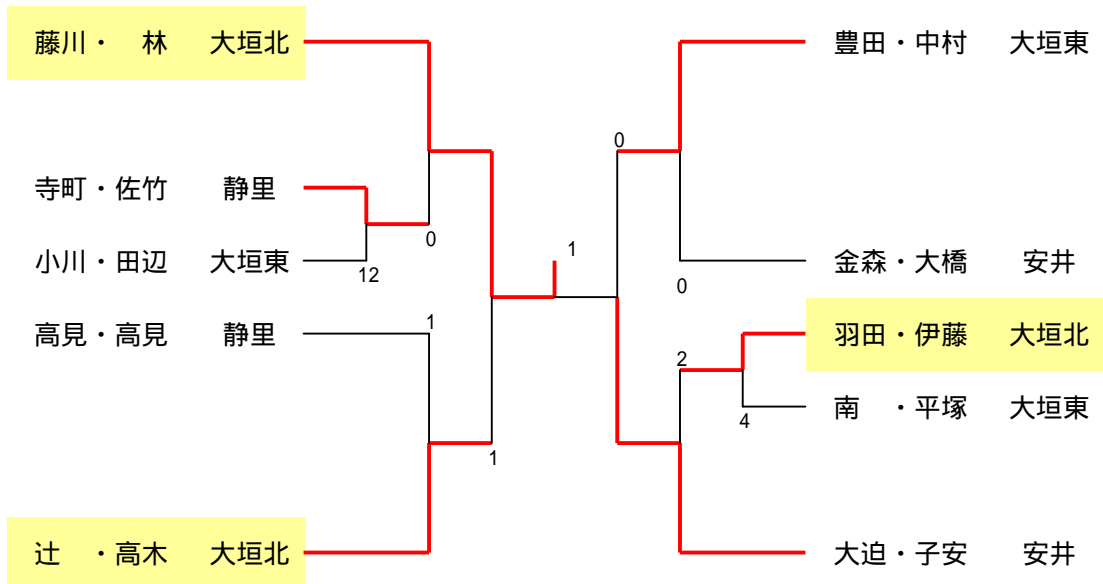 藤川・　林　大垣北
寺町・佐竹　静里
小川・田辺　大垣東
高見・高見　静里
辻　・高木　大垣北
12
0
1
1
1
0
0
2
4
豊田・中村　大垣東
金森・大橋　安井
羽田・伊藤　大垣北
南　・平塚　大垣東
大迫・子安　安井